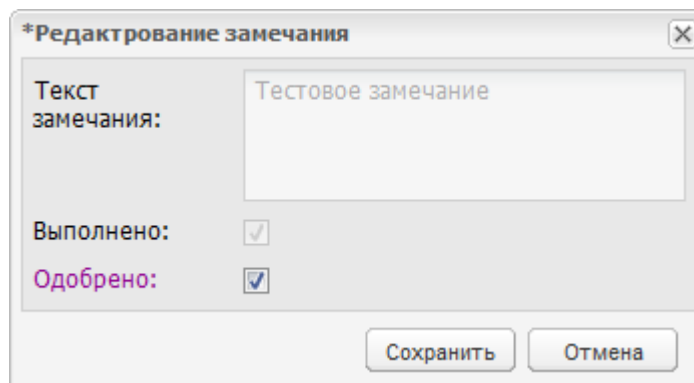 *Редактрование замечания
Текст
замечания:
Тестовое замечание
Выполнено:
Одобрено:
Сохранить
Отмена